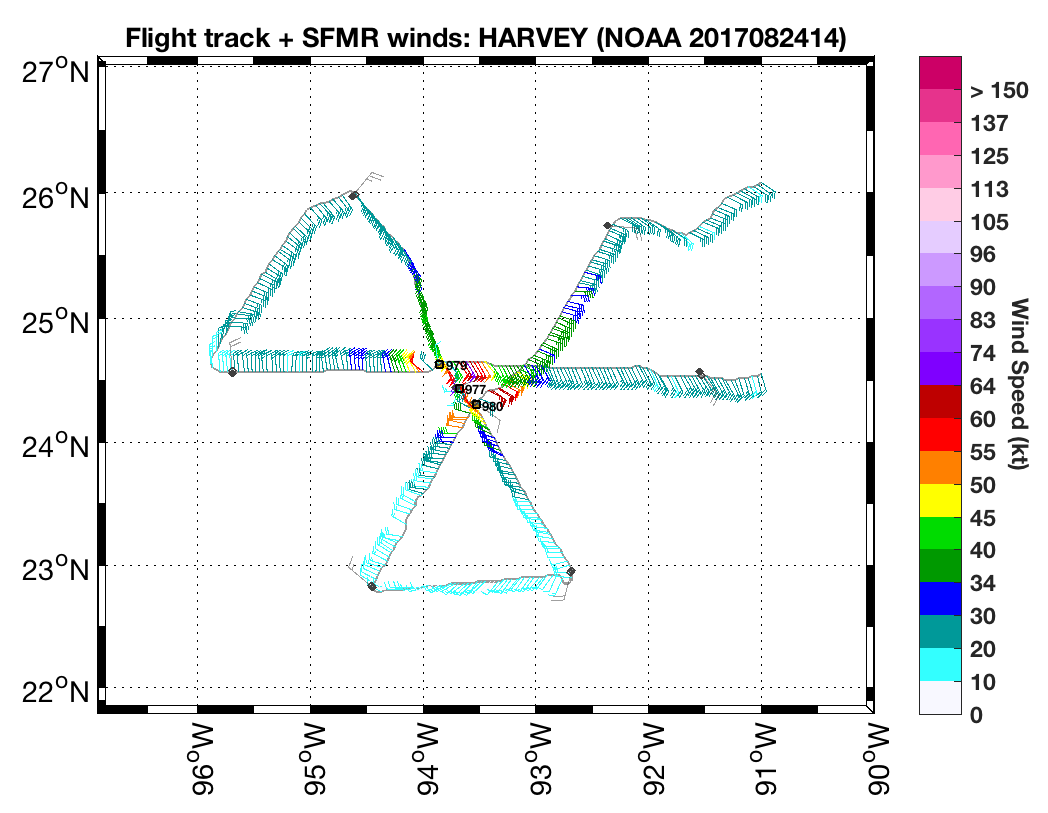 Flight track + SFMR winds: HARVEY (NOAA 2017082414)
27°N
26°N
25°N
24°N
23°N
22°N
96°W
95°W
94°W
93°W
92°W
91°W
90°W
979
977
980
> 150
137
125
113
105
96
90
83
74
64
60
55
50
45
40
34
30
20
10
0
Wind Speed (kt)